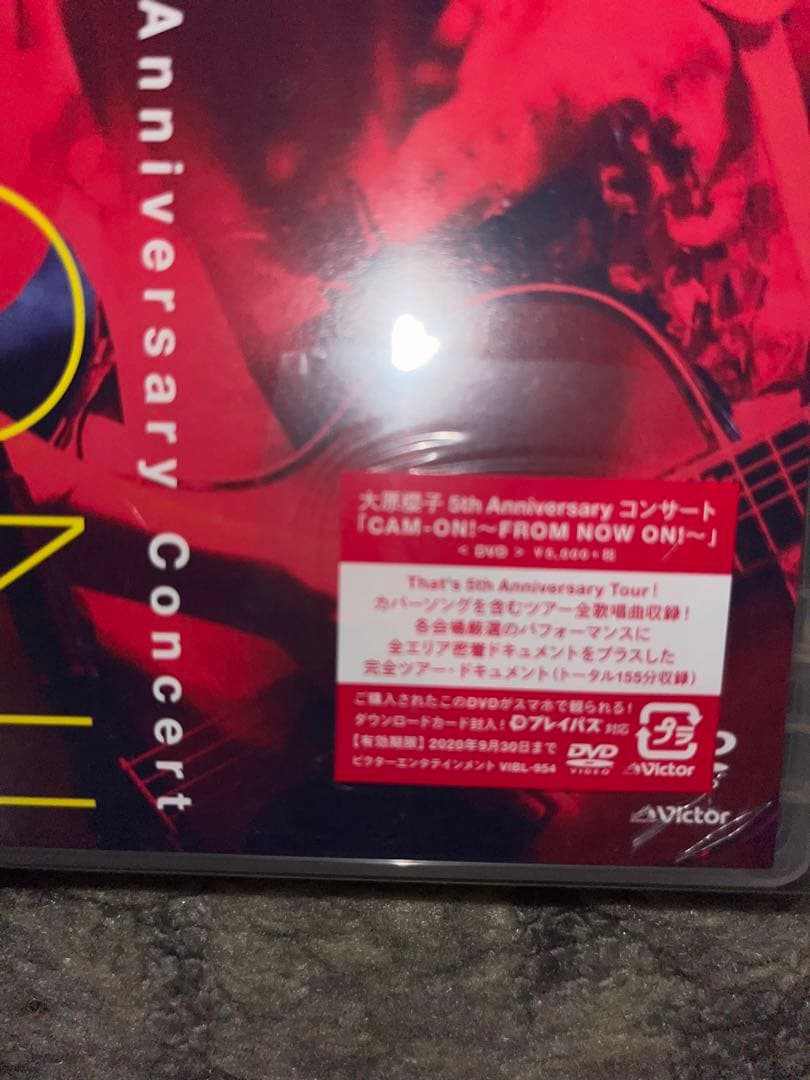 Anniversary Concert
大原櫻子 5th Anniversary コンサート
「CAM-ON!～FROM NOW ON!～」
< DVD > ¥5,000+税
That's 5th Anniversary Tour!
カバーソングを含むツアー全歌唱曲収録!
各会場厳選のパフォーマンスに
全エリア密着ドキュメントをプラスした
完全ツアー・ドキュメント(トータル155分収録)
ご購入されたこのDVDがスマホで観られる!
ダウンロードカード封入! プレイパス 対応
【有効期限】2020年9月30日まで
ビクターエンタテインメント VIBL-954
DVD
VIDEO
プラ
Victor
Victor